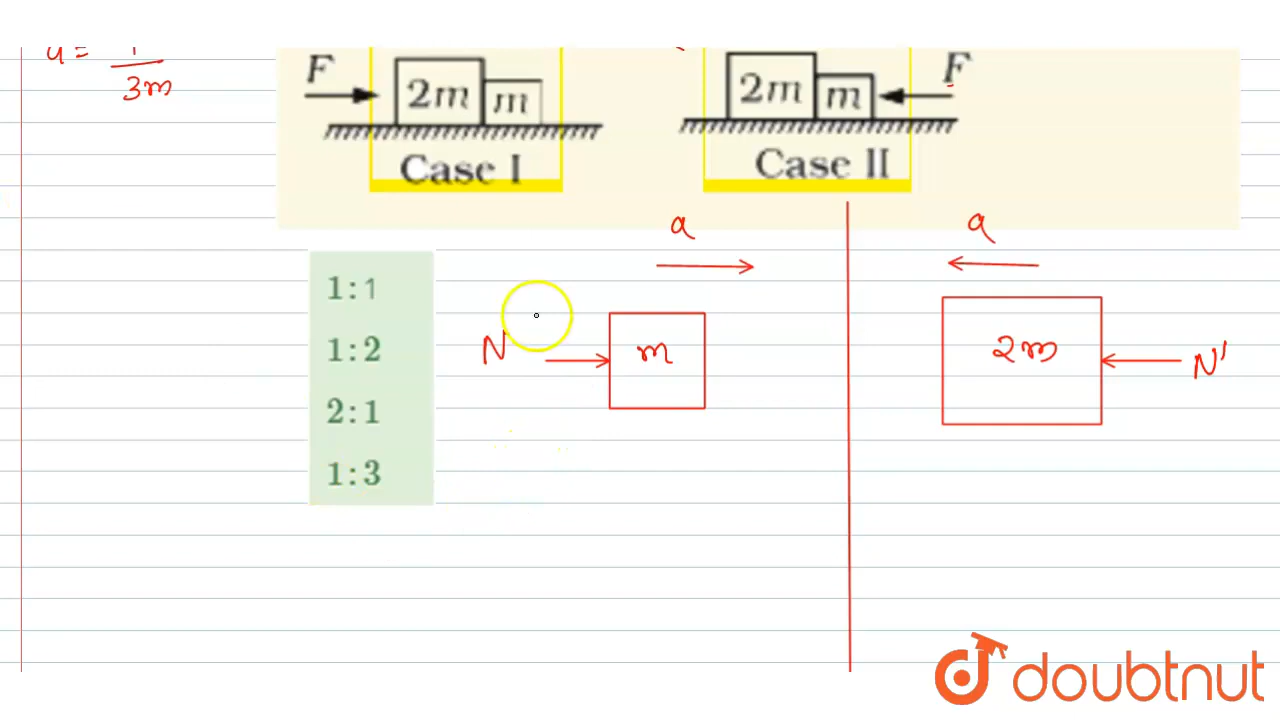 a =
3m
F 2m m
Case I
2m m F
Case II
a
a
1:1
1:2
2:1
1:3
N m
2m N'
doubtnut